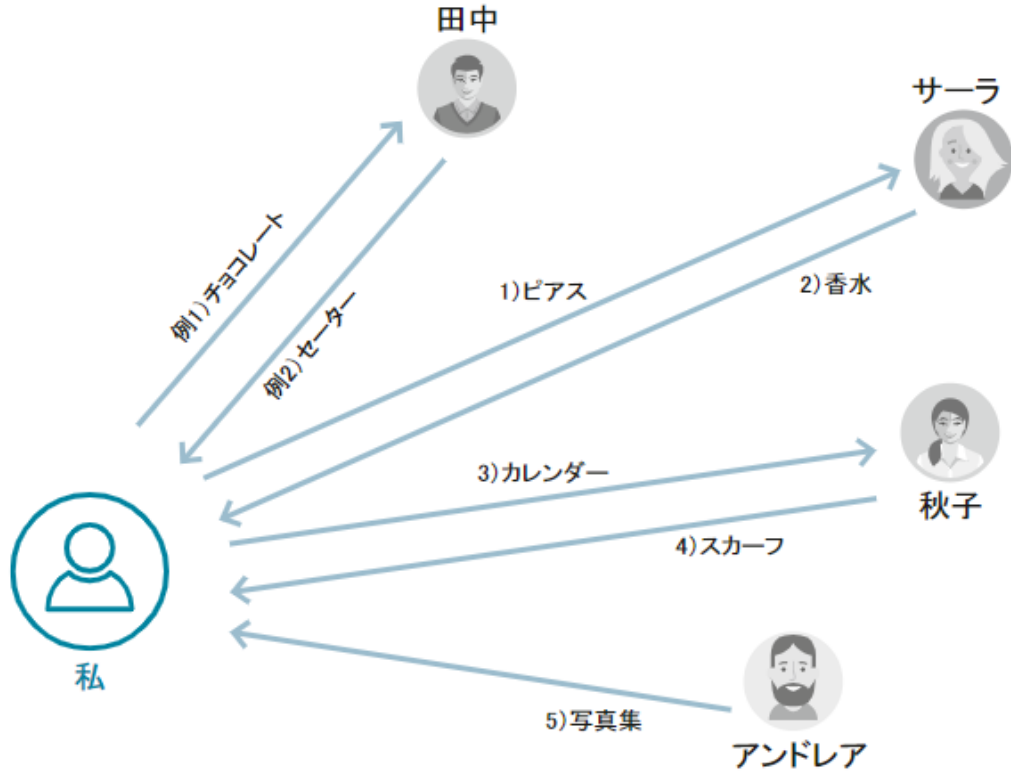 田中
サーラ
例1)チョコレート
例2)セーター
1)ピアス
2)香水
3)カレンダー
秋子
4)スカーフ
私
5)写真集
アンドレア